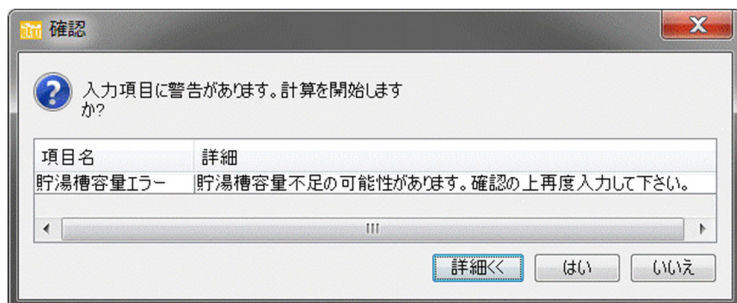 確認
入力項目に警告があります。計算を開始します
か?
項目名 詳細
貯湯槽容量エラー 貯湯槽容量不足の可能性があります。確認の上再度入力して下さい。
詳細<< はい いいえ